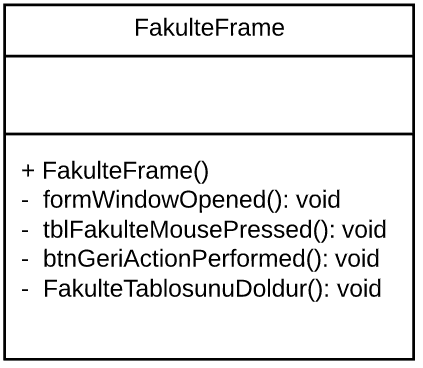 FakulteFrame
+ FakulteFrame()
- formWindowOpened(): void
- tblFakulteMousePressed(): void
- btnGeriActionPerformed(): void
- FakulteTablosunuDoldur(): void